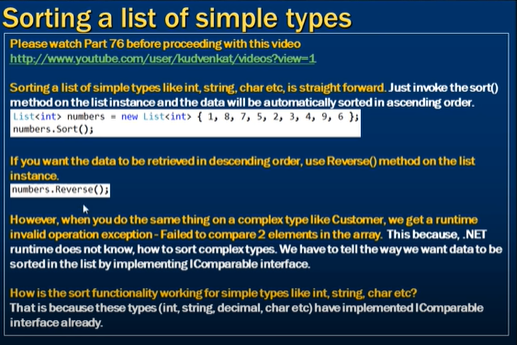 Sorting a list of simple types
Please watch Part 76 before proceeding with this video
http://www.youtube.com/user/kudvenkat/videos?view=1
Sorting a list of simple types like int, string, char etc, is straight forward. Just invoke the sort()
method on the list instance and the data will be automatically sorted in ascending order.
List<int> numbers = new List<int> { 1, 8, 7, 5, 2, 3, 4, 9, 6 };
numbers.Sort();
If you want the data to be retrieved in descending order, use Reverse() method on the list
instance.
numbers.Reverse();
However, when you do the same thing on a complex type like Customer, we get a runtime
invalid operation exception - Failed to compare 2 elements in the array. This because, .NET
runtime does not know, how to sort complex types. We have to tell the way we want data to be
sorted in the list by implementing IComparable interface.
How is the sort functionality working for simple types like int, string, char etc?
That is because these types (int, string, decimal, char etc) have implemented IComparable
interface already.